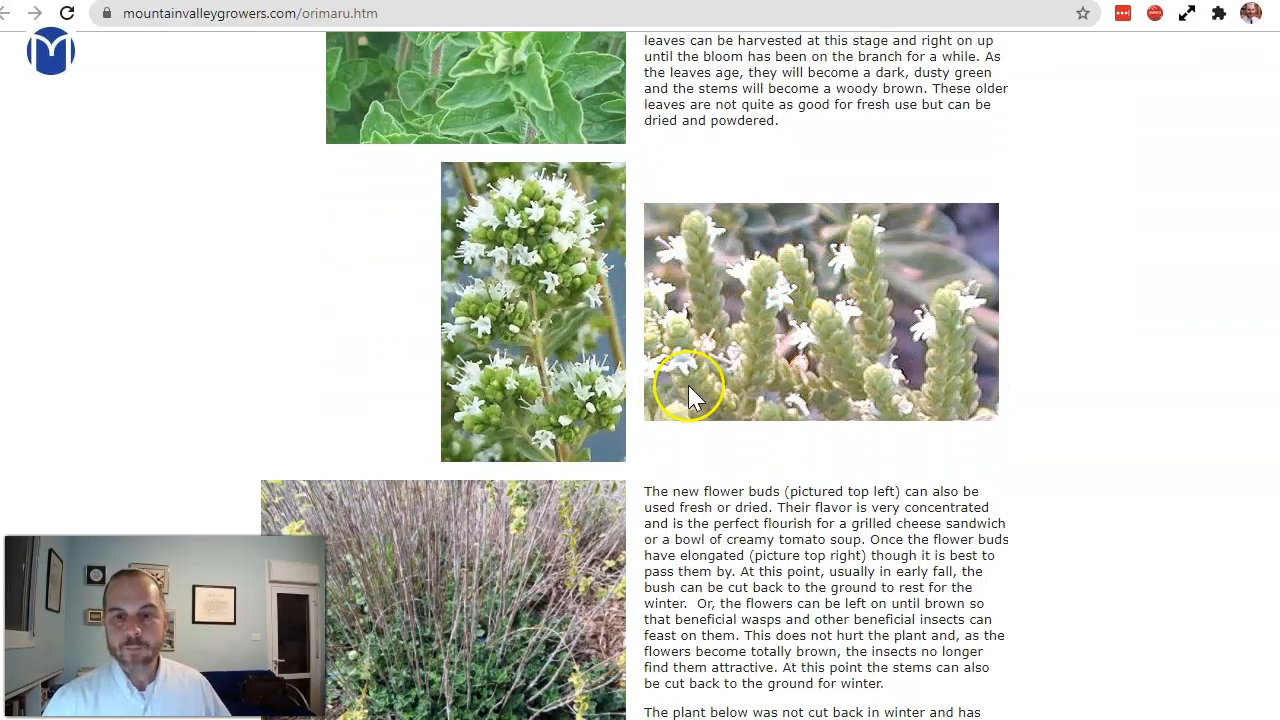 mountainvalleygrowers.com/orimaru.htm
leaves can be harvested at this stage and right on up
until the bloom has been on the branch for a while. As
the leaves age, they will become a dark, dusty green
and the stems will become a woody brown. These older
leaves are not quite as good for fresh use but can be
dried and powdered.
The new flower buds (pictured top left) can also be
used fresh or dried. Their flavor is very concentrated
and is the perfect flourish for a grilled cheese sandwich
or a bowl of creamy tomato soup. Once the flower buds
have elongated (picture top right) though it is best to
pass them by. At this point, usually in early fall, the
bush can be cut back to the ground to rest for the
winter.  Or, the flowers can be left on until brown so
that beneficial wasps and other beneficial insects can
feast on them. This does not hurt the plant and, as the
flowers become totally brown, the insects no longer
find them attractive. At this point the stems can also
be cut back to the ground for winter.
The plant below was not cut back in winter and has